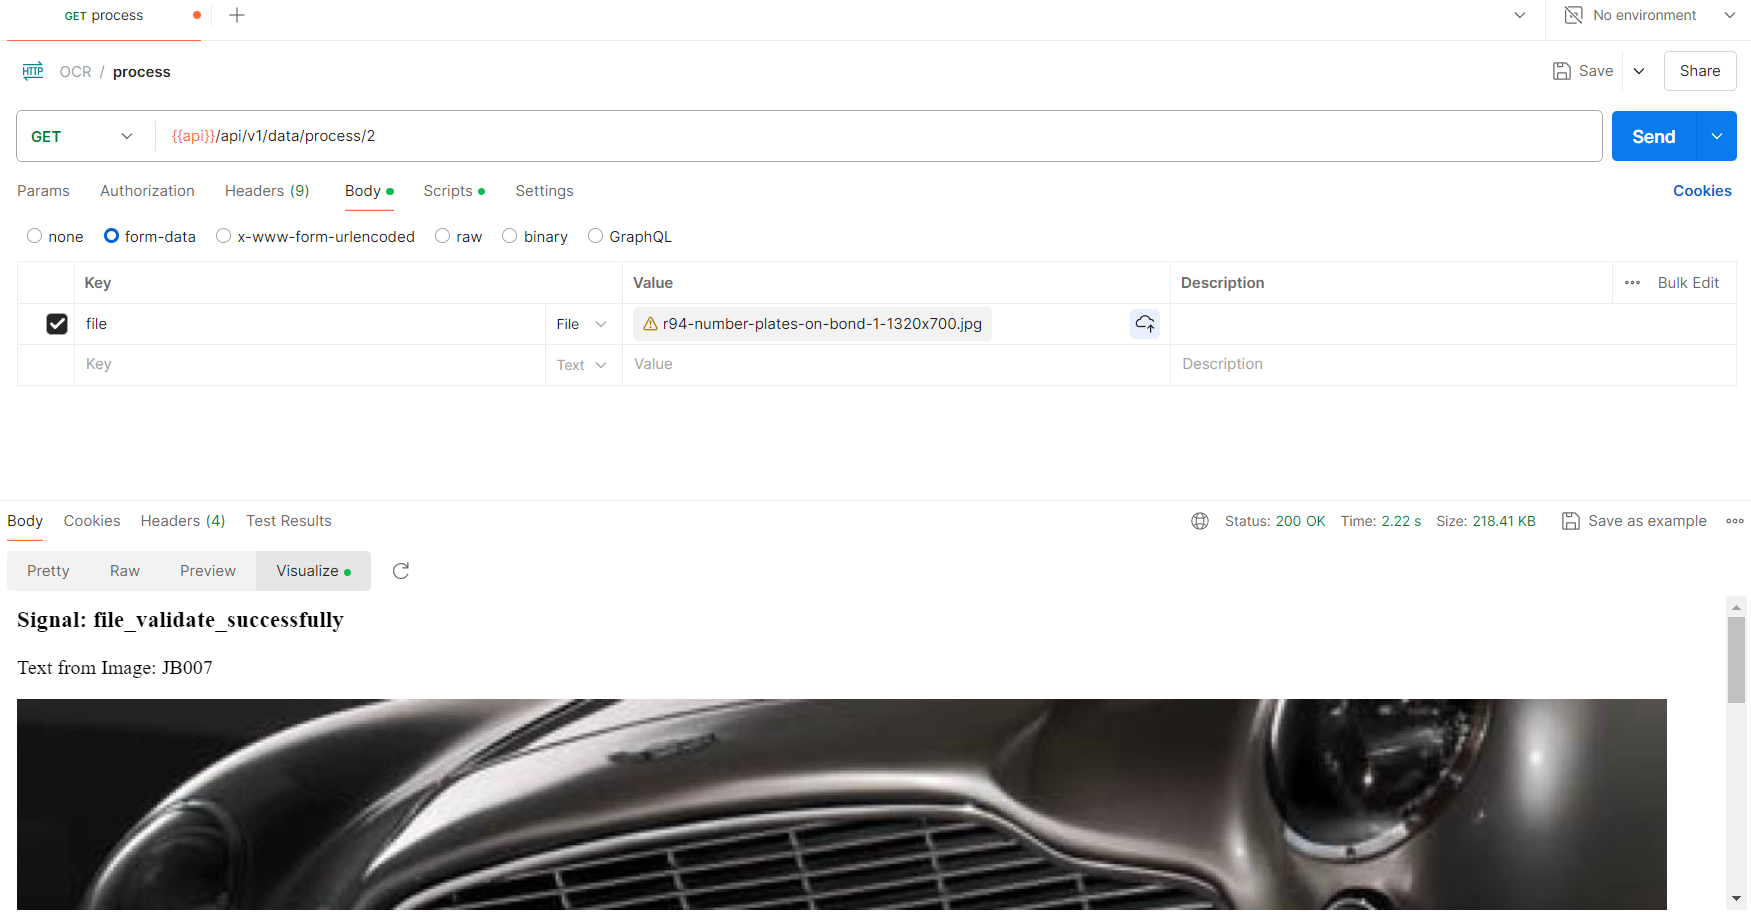 GET process
No environment
HTTP OCR / process
Save
Share
GET {{api}}/api/v1/data/process/2
Send
Params Authorization Headers (9) Body Scripts Settings Cookies
none form-data x-www-form-urlencoded raw binary GraphQL
Key Value Description Bulk Edit
file File r94-number-plates-on-bond-1-1320x700.jpg
Key Text Value Description
Body Cookies Headers (4) Test Results Status: 200 OK Time: 2.22 s Size: 218.41 KB Save as example
Pretty Raw Preview Visualize
Signal: file_validate_successfully
Text from Image: JB007